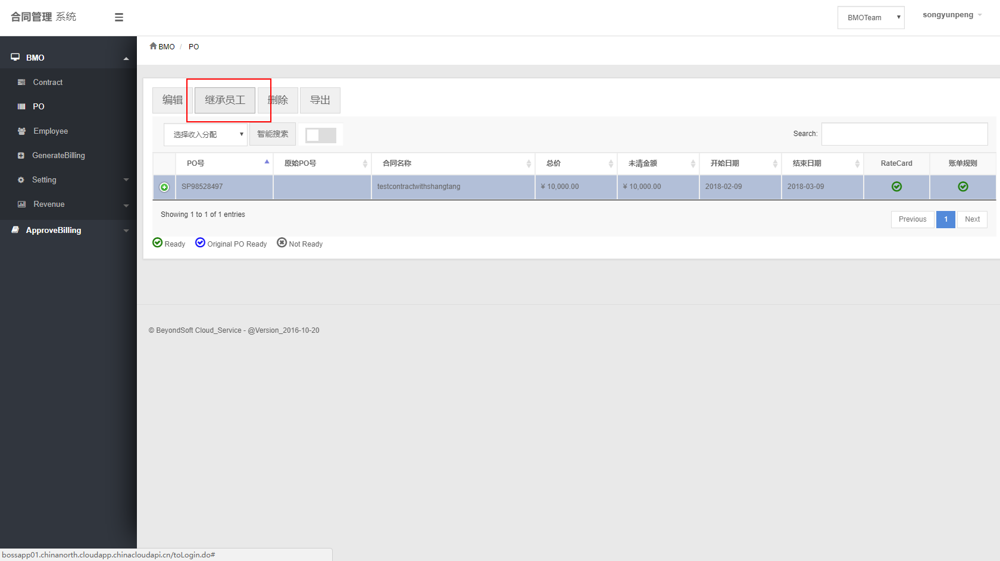 合同管理 系统
BMOTeam
songyunpeng
BMO
Contract
PO
Employee
GenerateBilling
Setting
Revenue
ApproveBilling
BMO / PO
编辑 继承员工 删除 导出
选择收入分配 智能搜索
Search:
PO号 原始PO号 合同名称 总价 未清金额 开始日期 结束日期 RateCard 账单规则
SP98528497 testcontractwithshangtang ¥ 10,000.00 ¥ 10,000.00 2018-02-09 2018-03-09
Showing 1 to 1 of 1 entries
Previous 1 Next
Ready Original PO Ready Not Ready
© BeyondSoft Cloud_Service - @Version_2016-10-20
bossapp01.chinanorth.cloudapp.chinacloudapi.cn/toLogin.do#